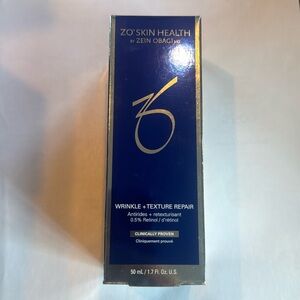 ZO® SKIN HEALTH
BY ZEIN OBAGI MD
WRINKLE + TEXTURE REPAIR
Antirides + retexturisant
0.5% Retinol / d'rétinol
CLINICALLY PROVEN
Cliniquement prouvé
50 mL / 1.7 Fl. Oz. U.S.